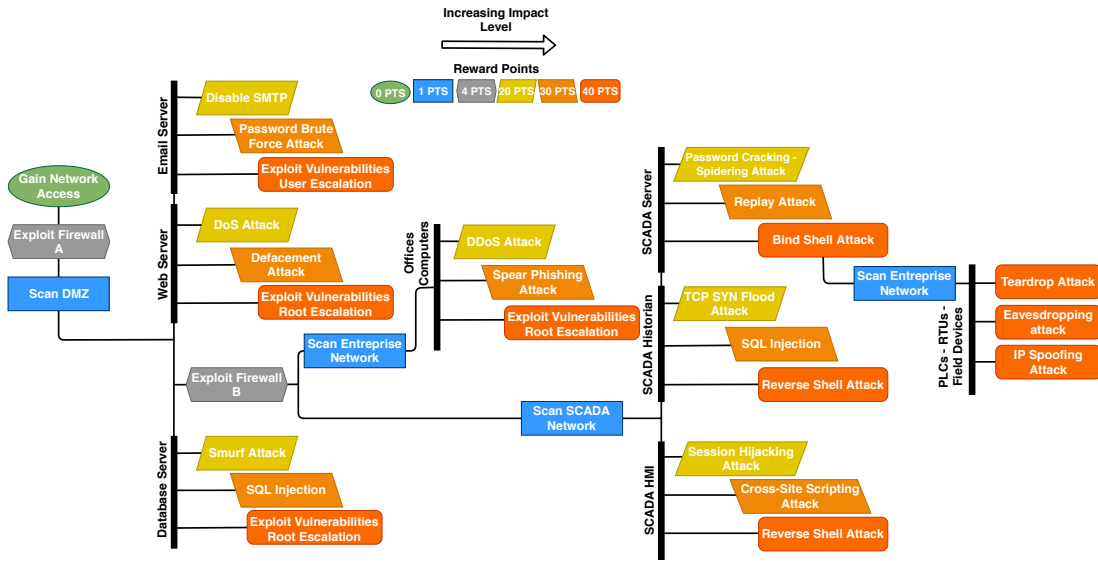 Increasing Impact
Level
Reward Points
0 PTS
1 PTS
4 PTS
20 PTS
30 PTS
40 PTS
Gain Network
Access
Exploit Firewall
A
Scan DMZ
Email Server
Disable SMTP
Password Brute
Force Attack
Exploit Vulnerabilities
User Escalation
Web Server
DoS Attack
Defacement
Attack
Exploit Vulnerabilities
Root Escalation
Exploit Firewall
B
Database Server
Smurf Attack
SQL Injection
Exploit Vulnerabilities
Root Escalation
Scan Entreprise
Network
Offices
Computers
DDoS Attack
Spear Phishing
Attack
Exploit Vulnerabilities
Root Escalation
Scan SCADA
Network
SCADA Server
Password Cracking -
Spidering Attack
Replay Attack
Bind Shell Attack
SCADA Historian
TCP SYN Flood
Attack
SQL Injection
Reverse Shell Attack
SCADA HMI
Session Hijacking
Attack
Cross-Site Scripting
Attack
Reverse Shell Attack
Scan Entreprise
Network
PLCs - RTUs -
Field Devices
Teardrop Attack
Eavesdropping
attack
IP Spoofing
Attack